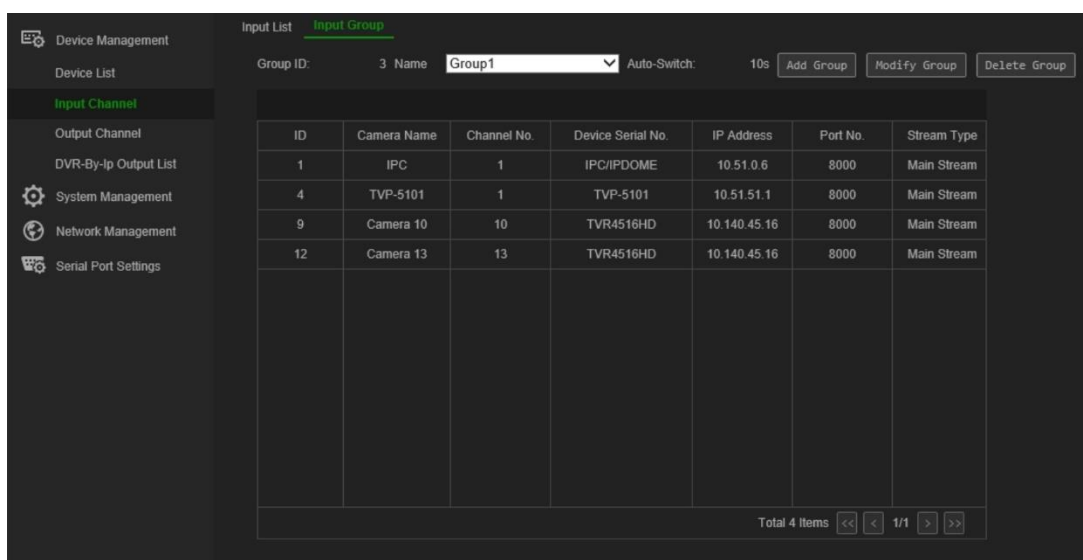 Device Management
Device List
Input Channel
Output Channel
DVR-By-Ip Output List
System Management
Network Management
Serial Port Settings
Input List Input Group
Group ID: 3 Name Group1 Auto-Switch: 10s Add Group Modify Group Delete Group
ID Camera Name Channel No. Device Serial No. IP Address Port No. Stream Type
1 IPC 1 IPC/IPDOME 10.51.0.6 8000 Main Stream
4 TVP-5101 1 TVP-5101 10.51.51.1 8000 Main Stream
9 Camera 10 10 TVR4516HD 10.140.45.16 8000 Main Stream
12 Camera 13 13 TVR4516HD 10.140.45.16 8000 Main Stream
Total 4 Items << < 1/1 > >>